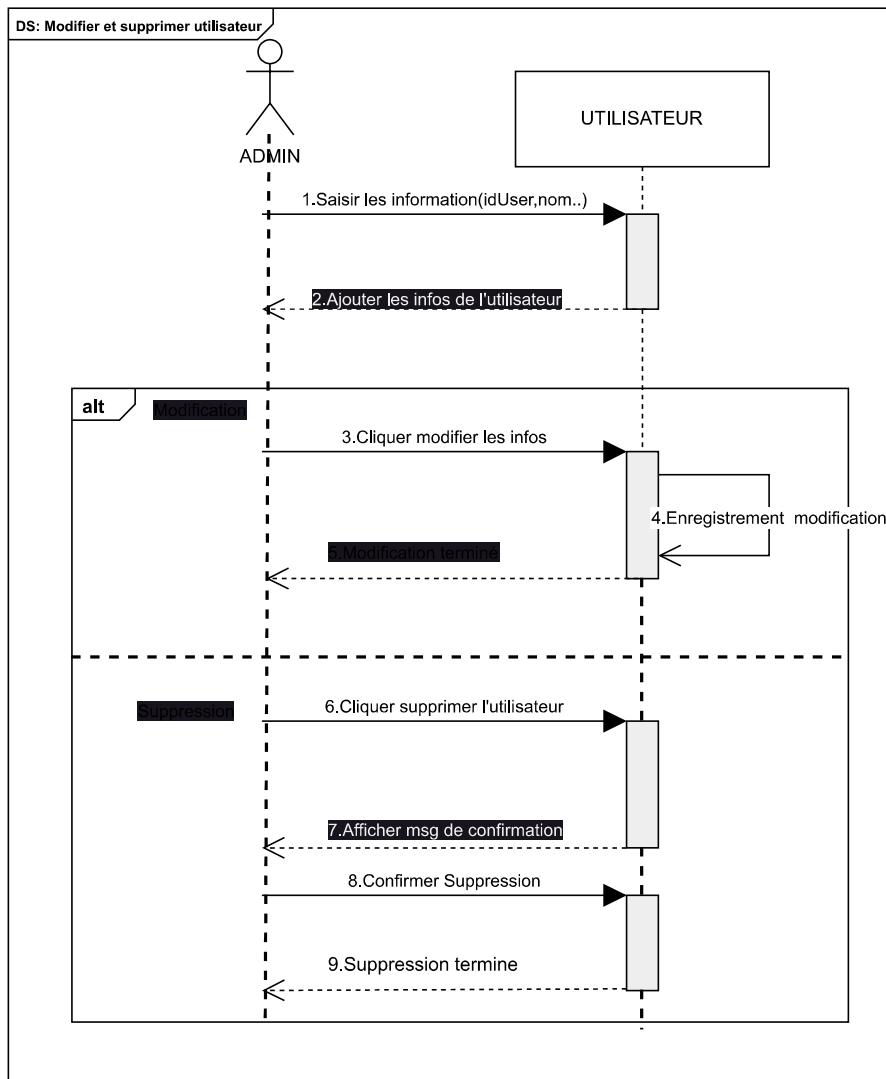 DS: Modifier et supprimer utilisateur
ADMIN
UTILISATEUR
1.Saisir les information(idUser,nom..)
2.Ajouter les infos de l'utilisateur
alt
Modification
3.Cliquer modifier les infos
4.Enregistrement modification
5.Modification terminé
Suppression
6.Cliquer supprimer l'utilisateur
7.Afficher msg de confirmation
8.Confirmer Suppression
9.Suppression termine